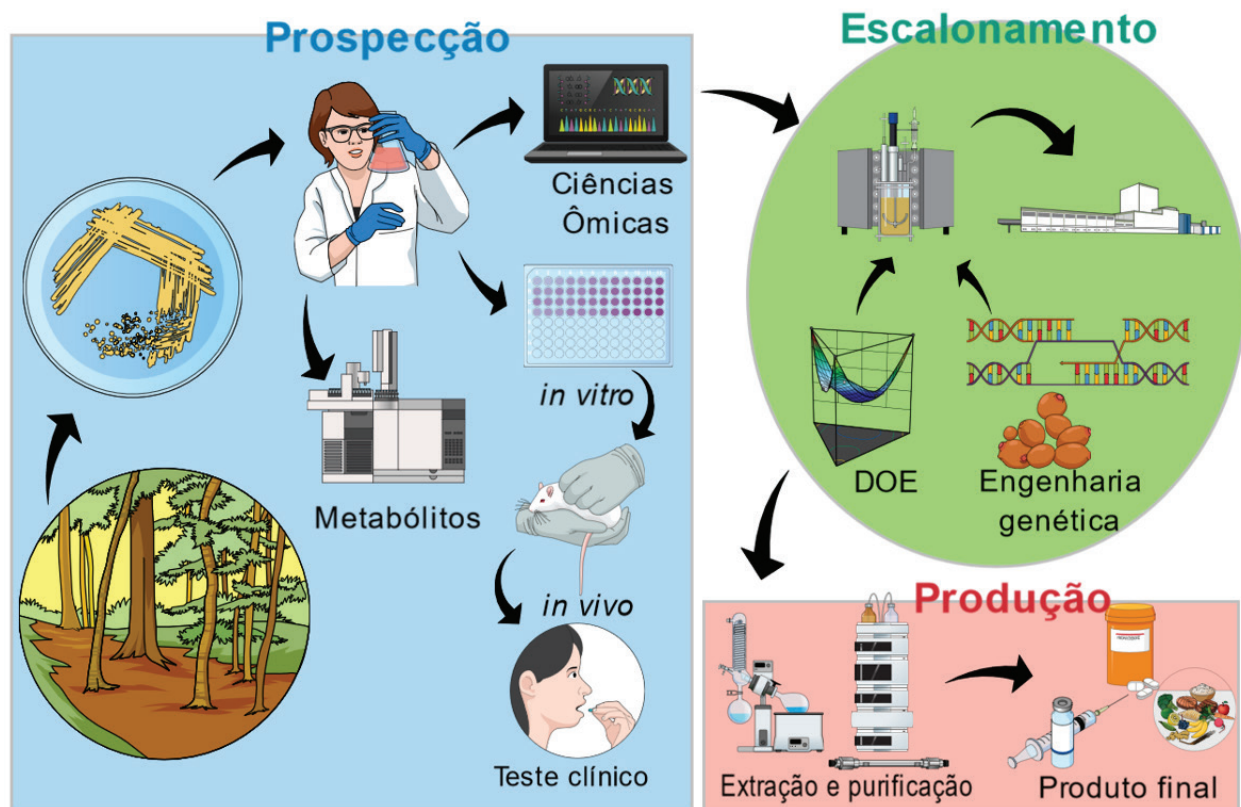 Prospecção
Ciências
Ômicas
in vitro
Metabólitos
in vivo
Teste clínico
Escalonamento
DOE
Engenharia
genética
Produção
Extração e purificação
Produto final